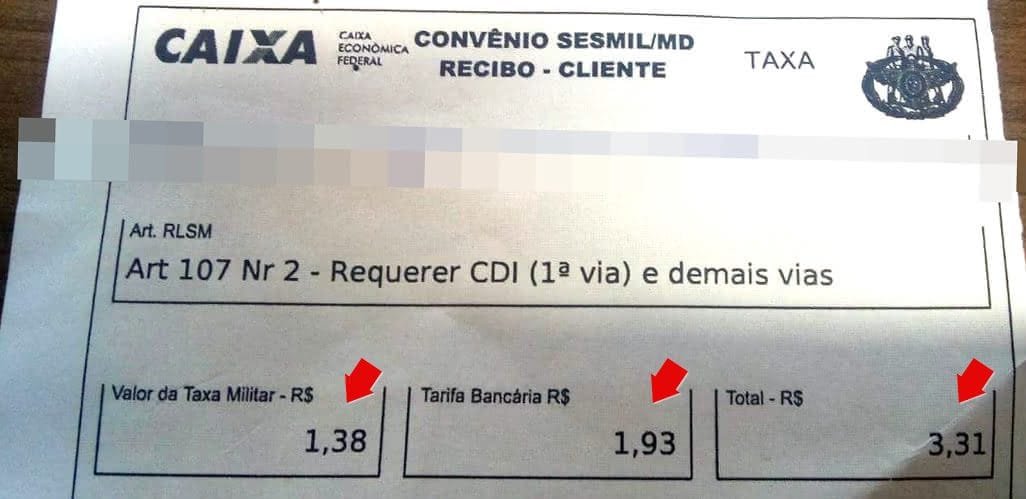 CAIXA
CAIXA
ECONÔMICA
FEDERAL
CONVÊNIO SESMIL/MD
RECIBO - CLIENTE
TAXA
Art. RLSM
Art 107 Nr 2 - Requerer CDI (1ª via) e demais vias
Valor da Taxa Militar - R$
1,38
Tarifa Bancária R$
1,93
Total - R$
3,31